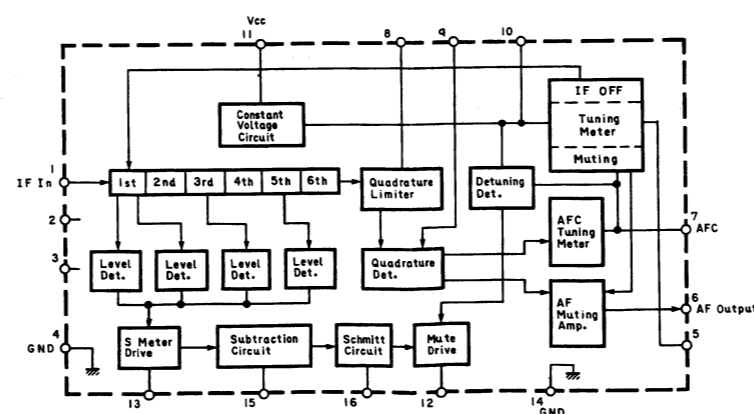 Vcc
11
8
9
10
IF OFF
Tuning
Meter
Muting
Constant
Voltage
Circuit
1
IF In
1st 2nd 3rd 4th 5th 6th
Quadrature
Limiter
Detuning
Det.
2
AFC
Tuning
Meter
7
AFC
3
Level
Det.
Level
Det.
Level
Det.
Level
Det.
Quadrature
Det.
AF
Muting
Amp.
6
AF Output
4
GND
S Meter
Drive
Subtraction
Circuit
Schmitt
Circuit
Mute
Drive
5
13
15
16
12
14
GND